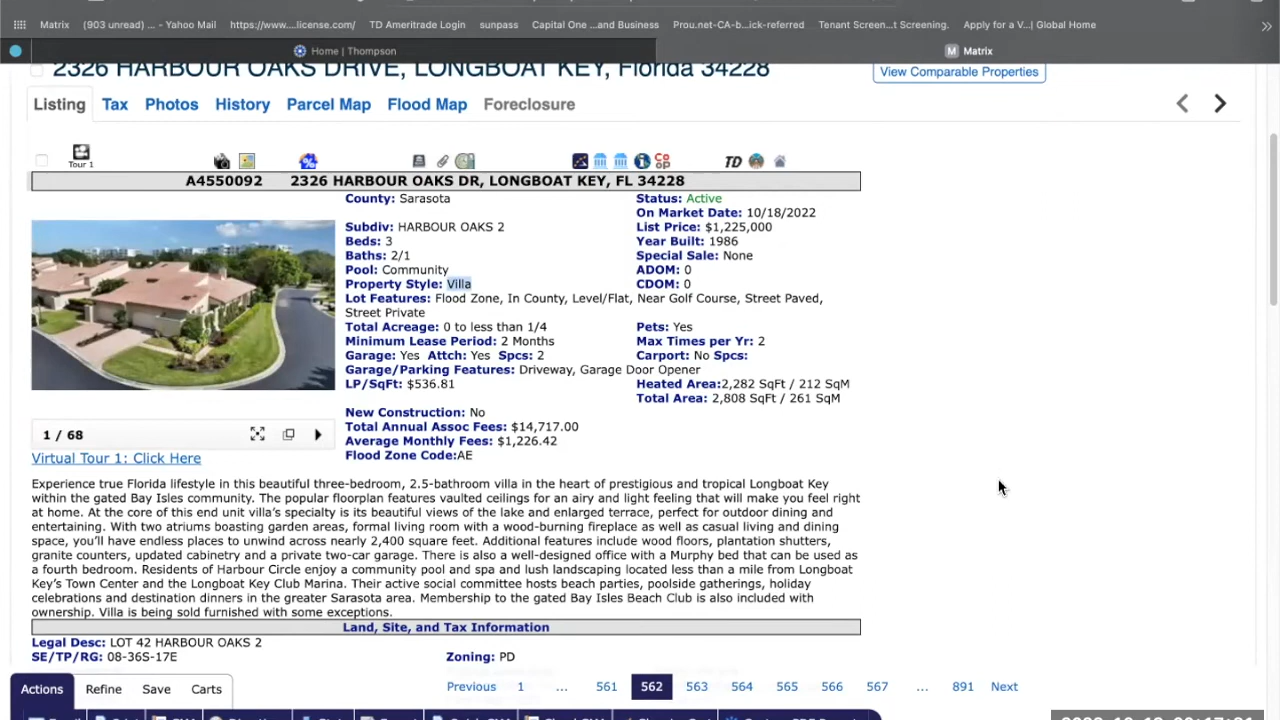 Matrix (903 unread) ... - Yahoo Mail https://www....license.com/ TD Ameritrade Login sunpass Capital One ...and Business Prou.net-CA-b...ick-referred Tenant Screen...t Screening. Apply for a V...| Global Home
Home | Thompson M Matrix
2326 HARBOUR OAKS DRIVE, LONGBOAT KEY, Florida 34228 View Comparable Properties
Listing Tax Photos History Parcel Map Flood Map Foreclosure
Tour 1 TD
A4550092 2326 HARBOUR OAKS DR, LONGBOAT KEY, FL 34228
County: Sarasota Status: Active
On Market Date: 10/18/2022
Subdiv: HARBOUR OAKS 2 List Price: $1,225,000
Beds: 3 Year Built: 1986
Baths: 2/1 Special Sale: None
Pool: Community ADOM: 0
Property Style: Villa CDOM: 0
Lot Features: Flood Zone, In County, Level/Flat, Near Golf Course, Street Paved,
Street Private
Total Acreage: 0 to less than 1/4 Pets: Yes
Minimum Lease Period: 2 Months Max Times per Yr: 2
Garage: Yes Attch: Yes Spcs: 2 Carport: No Spcs:
Garage/Parking Features: Driveway, Garage Door Opener
LP/SqFt: $536.81 Heated Area:2,282 SqFt / 212 SqM
Total Area: 2,808 SqFt / 261 SqM
New Construction: No
Total Annual Assoc Fees: $14,717.00
1 / 68 Average Monthly Fees: $1,226.42
Virtual Tour 1: Click Here Flood Zone Code:AE
Experience true Florida lifestyle in this beautiful three-bedroom, 2.5-bathroom villa in the heart of prestigious and tropical Longboat Key
within the gated Bay Isles community. The popular floorplan features vaulted ceilings for an airy and light feeling that will make you feel right
at home. At the core of this end unit villa's specialty is its beautiful views of the lake and enlarged terrace, perfect for outdoor dining and
entertaining. With two atriums boasting garden areas, formal living room with a wood-burning fireplace as well as casual living and dining
space, you'll have endless places to unwind across nearly 2,400 square feet. Additional features include wood floors, plantation shutters,
granite counters, updated cabinetry and a private two-car garage. There is also a well-designed office with a Murphy bed that can be used as
a fourth bedroom. Residents of Harbour Circle enjoy a community pool and spa and lush landscaping located less than a mile from Longboat
Key's Town Center and the Longboat Key Club Marina. Their active social committee hosts beach parties, poolside gatherings, holiday
celebrations and destination dinners in the greater Sarasota area. Membership to the gated Bay Isles Beach Club is also included with
ownership. Villa is being sold furnished with some exceptions.
Land, Site, and Tax Information
Legal Desc: LOT 42 HARBOUR OAKS 2
SE/TP/RG: 08-36S-17E Zoning: PD
Actions Refine Save Carts Previous 1 ... 561 562 563 564 565 566 567 ... 891 Next